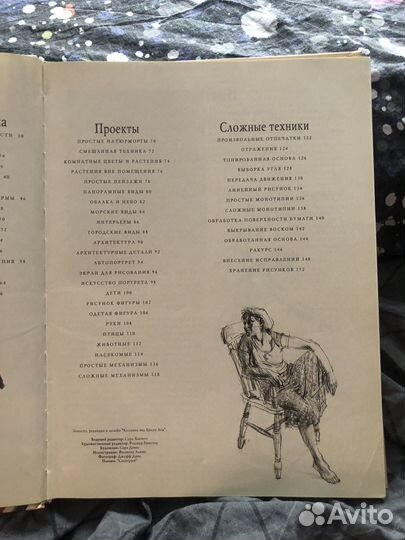 Проекты
ПРОСТЫЕ НАТЮРМОРТЫ 70
СМЕШАННАЯ ТЕХНИКА 72
КОМНАТНЫЕ ЦВЕТЫ И РАСТЕНИЯ 74
РАСТЕНИЯ ВНЕ ПОМЕЩЕНИЯ 76
ПРОСТЫЕ ПЕЙЗАЖИ 78
ПАНОРАМНЫЕ ВИДЫ 80
ОБЛАКА И НЕБО 82
МОРСКИЕ ВИДЫ 84
ИНТЕРЬЕРЫ 86
ГОРОДСКИЕ ВИДЫ 88
АРХИТЕКТУРА 90
АРХИТЕКТУРНЫЕ ДЕТАЛИ 92
АВТОПОРТРЕТ 94
ЭКРАН ДЛЯ РИСОВАНИЯ 96
ИСКУССТВО ПОРТРЕТА 98
ДЕТИ 100
РИСУНОК ФИГУРЫ 102
ОДЕТАЯ ФИГУРА 106
РУКИ 108
ПТИЦЫ 110
ЖИВОТНЫЕ 112
НАСЕКОМЫЕ 114
ПРОСТЫЕ МЕХАНИЗМЫ 116
СЛОЖНЫЕ МЕХАНИЗМЫ 118
Сложные техники
ПРОИЗВОЛЬНЫЕ ОТПЕЧАТКИ 122
ОТРАЖЕНИЯ 124
ТОНИРОВАННАЯ ОСНОВА 126
ВЫБОРКА УГЛЯ 128
ПЕРЕДАЧА ДВИЖЕНИЯ 130
ЛИНЕЙНЫЙ РИСУНОК 134
ПРОСТЫЕ МОНОТИПИИ 136
СЛОЖНЫЕ МОНОТИПИИ 138
ОБРАБОТКА ПОВЕРХНОСТИ БУМАГИ 140
ВЫКРЫВАНИЕ ВОСКОМ 142
ОБРАБОТАННАЯ ОСНОВА 144
РАКУРС 146
ВНЕСЕНИЕ ИСПРАВЛЕНИЙ 148
ХРАНЕНИЕ РИСУНКОВ 152
Avito